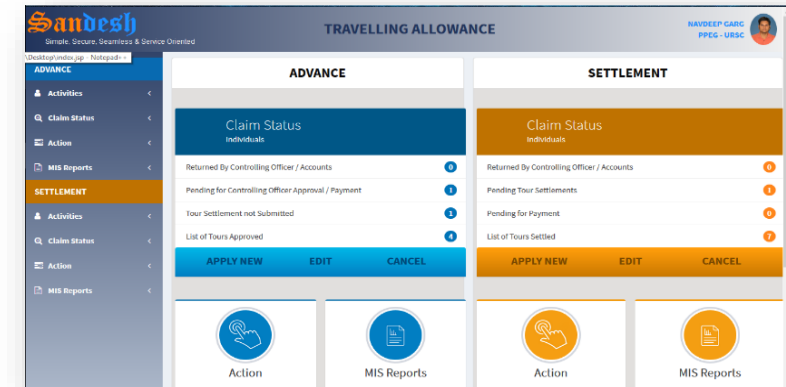 Sandesh
Simple, Secure, Seamless & Service Oriented
TRAVELLING ALLOWANCE
NAVDEEP GARG
PPEG - URSC
\Desktop\index.jsp - Notepad++
ADVANCE
Activities
Claim Status
Action
MIS Reports
SETTLEMENT
Activities
Claim Status
Action
MIS Reports
ADVANCE
Claim Status
Individuals
Returned By Controlling Officer / Accounts 0
Pending for Controlling Officer Approval / Payment 1
Tour Settlement not Submitted 1
List of Tours Approved 4
APPLY NEW EDIT CANCEL
Action
MIS Reports
SETTLEMENT
Claim Status
Individuals
Returned By Controlling Officer / Accounts 0
Pending Tour Settlements 1
Pending for Payment 0
List of Tours Settled 7
APPLY NEW EDIT CANCEL
Action
MIS Reports